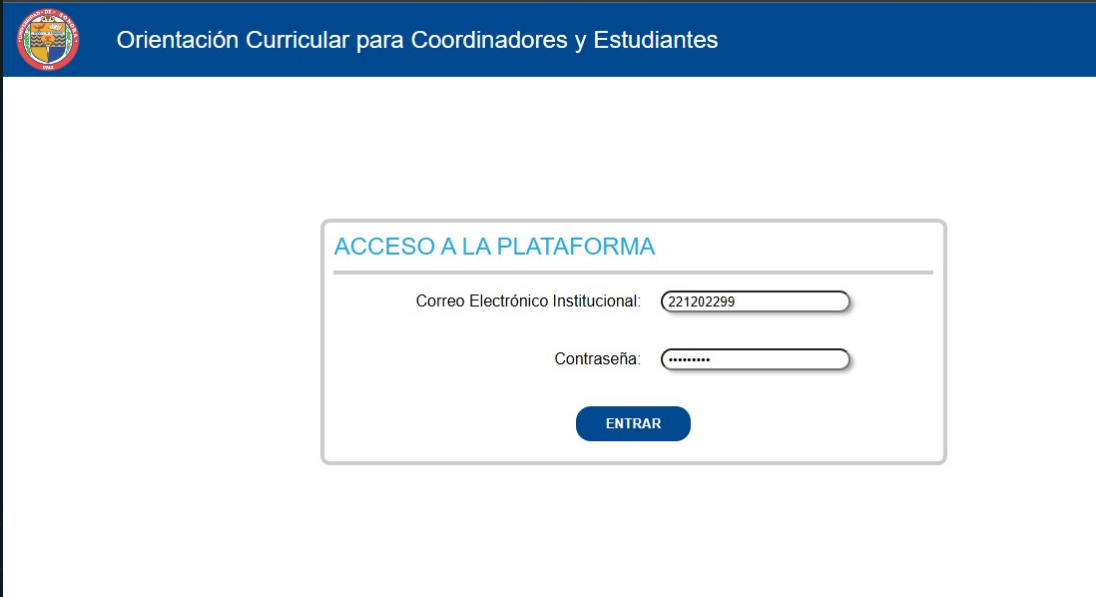 Orientación Curricular para Coordinadores y Estudiantes
ACCESO A LA PLATAFORMA
Correo Electrónico Institucional: 221202299
Contraseña: •••••••••
ENTRAR